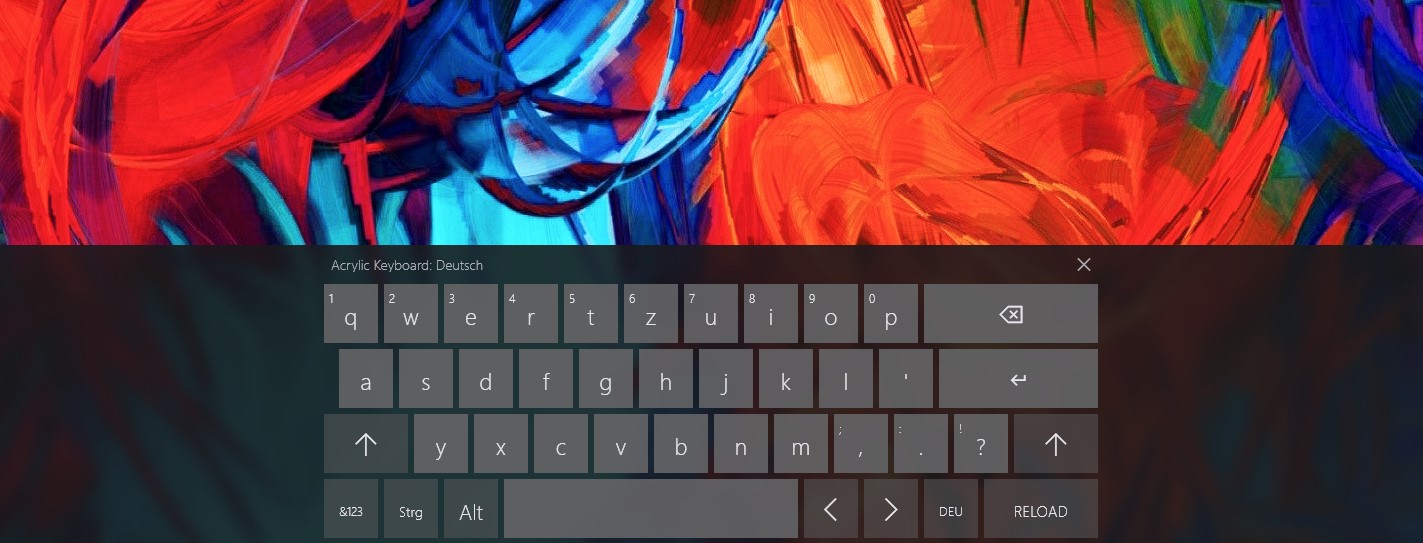 Acrylic Keyboard: Deutsch
1 2 3 4 5 6 7 8 9 0
q w e r t z u i o p
a s d f g h j k l '
; : !
y x c v b n m , . ?
&123 Strg Alt DEU RELOAD